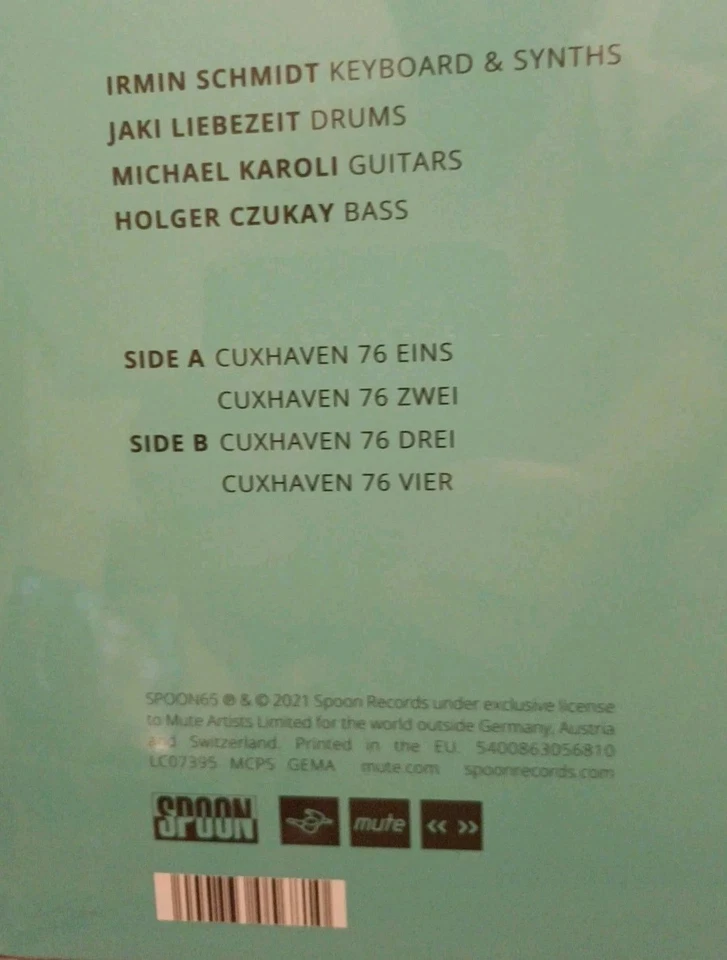 IRMIN SCHMIDT KEYBOARD & SYNTHS
JAKI LIEBEZEIT DRUMS
MICHAEL KAROLI GUITARS
HOLGER CZUKAY BASS
SIDE A CUXHAVEN 76 EINS
CUXHAVEN 76 ZWEI
SIDE B CUXHAVEN 76 DREI
CUXHAVEN 76 VIER
SPOON65 ℗ & © 2021 Spoon Records under exclusive license
to Mute Artists Limited for the world outside Germany, Austria
and Switzerland. Printed in the EU. 5400863056810
LC07395 MCPS GEMA mute.com spoonrecords.com
SPOON mute << >>